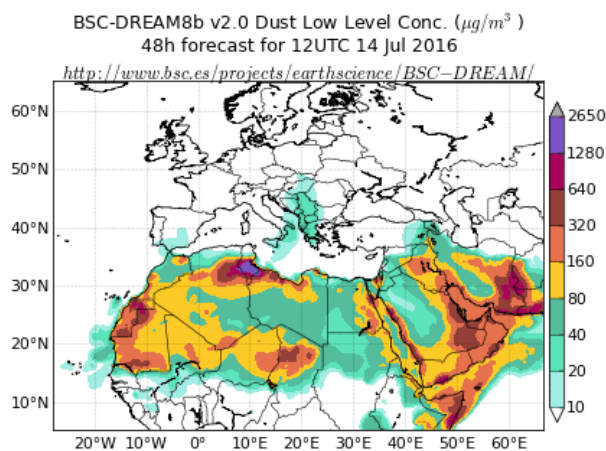 BSC-DREAM8b v2.0 Dust Low Level Conc. (μg/m³ )
48h forecast for 12UTC 14 Jul 2016
http://www.bsc.es/projects/earthscience/BSC−DREAM/
60°N
50°N
40°N
30°N
20°N
10°N
20°W 10°W 0° 10°E 20°E 30°E 40°E 50°E 60°E
2650
1280
640
320
160
80
40
20
10